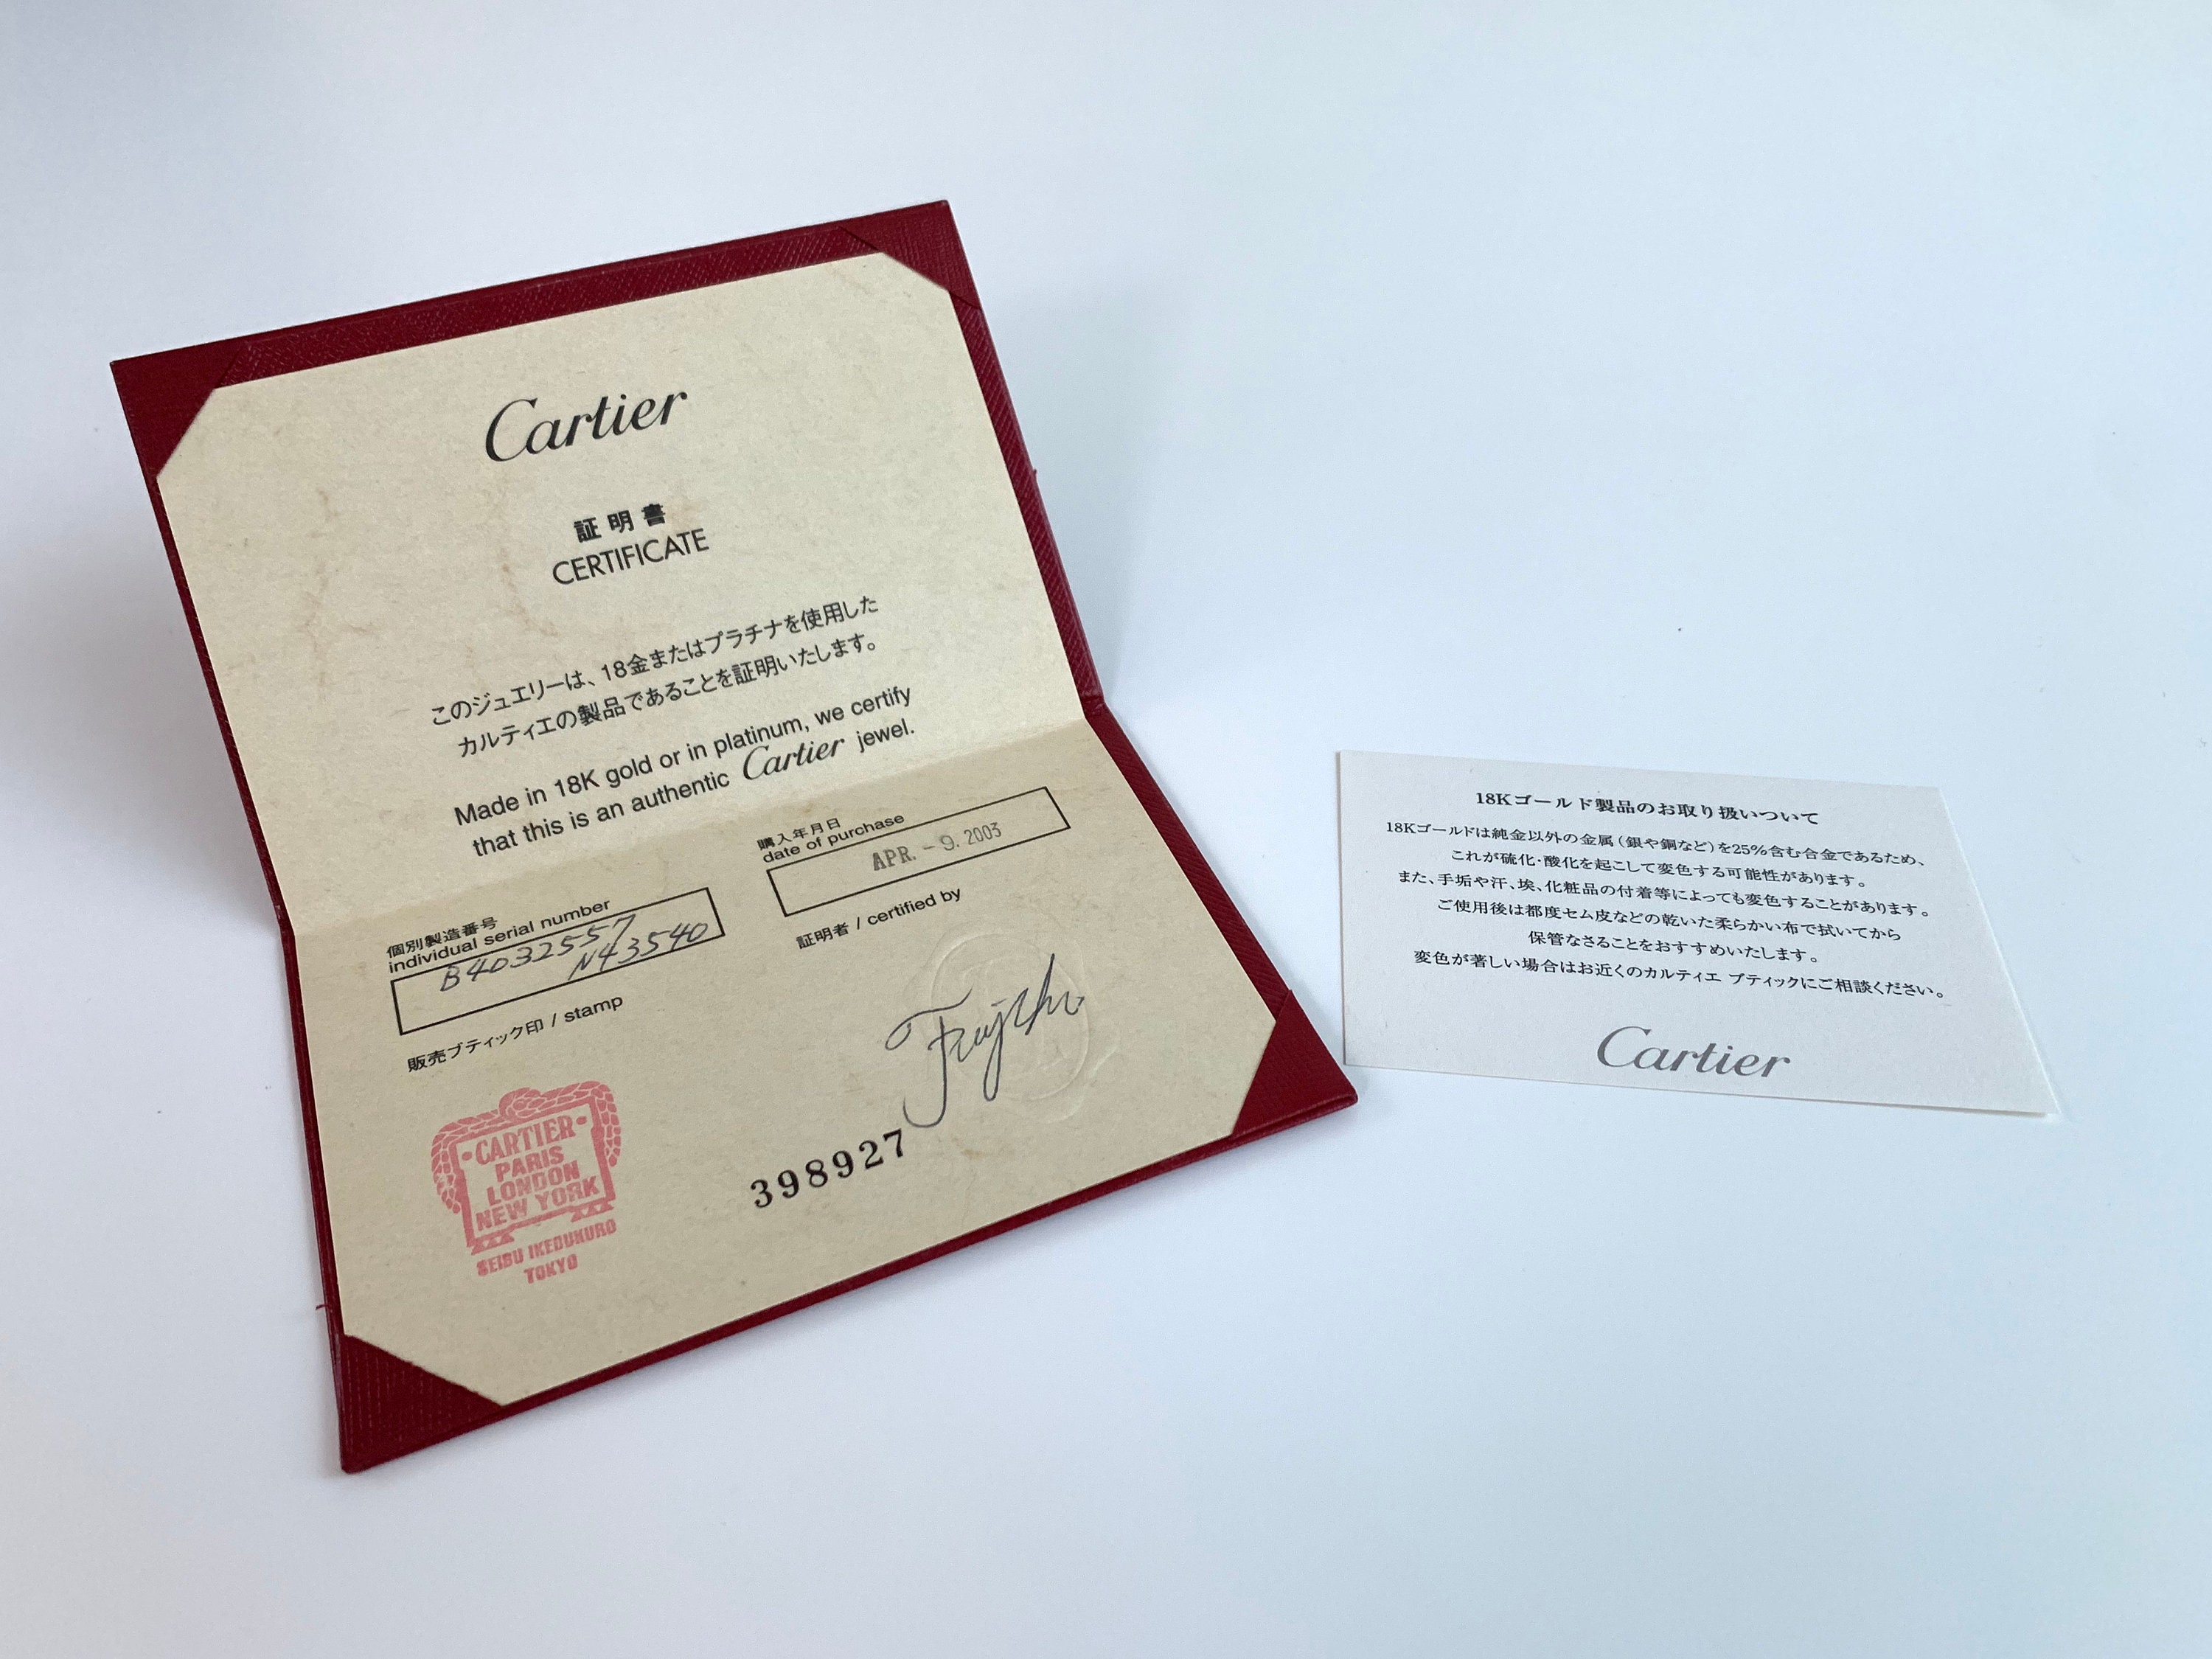 Cartier
証明書
CERTIFICATE
このジュエリーは、18金またはプラチナを使用した
カルティエの製品であることを証明いたします。
Made in 18K gold or in platinum, we certify
that this is an authentic Cartier jewel.
個別製造番号
individual serial number
B4032557
N43540
購入年月日
date of purchase
APR. - 9. 2003
販売ブティック印 / stamp
証明者 / certified by
CARTIER
PARIS
LONDON
NEW YORK
SEIBU IKEBUKURO
TOKYO
398927
18Kゴールド製品のお取り扱いついて
18Kゴールドは純金以外の金属(銀や銅など)を25%含む合金であるため、
これが硫化・酸化を起こして変色する可能性があります。
また、手垢や汗、埃、化粧品の付着等によっても変色することがあります。
ご使用後は都度セム皮などの乾いた柔らかい布で拭いてから
保管なさることをおすすめいたします。
変色が著しい場合はお近くのカルティエ ブティックにご相談ください。
Cartier